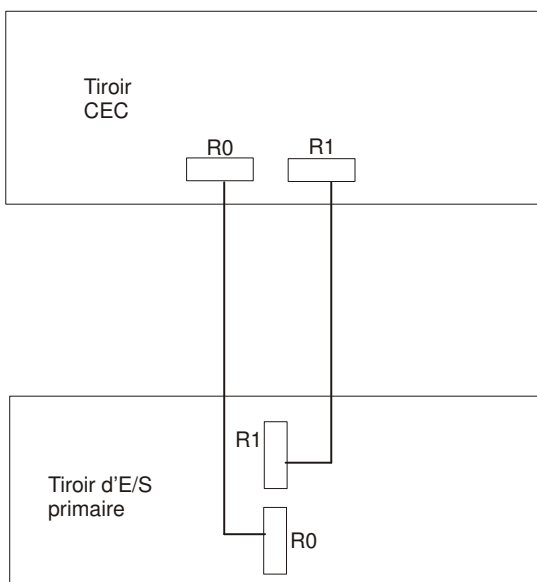 Tiroir
CEC
R0
R1
R1
Tiroir d'E/S
primaire
R0